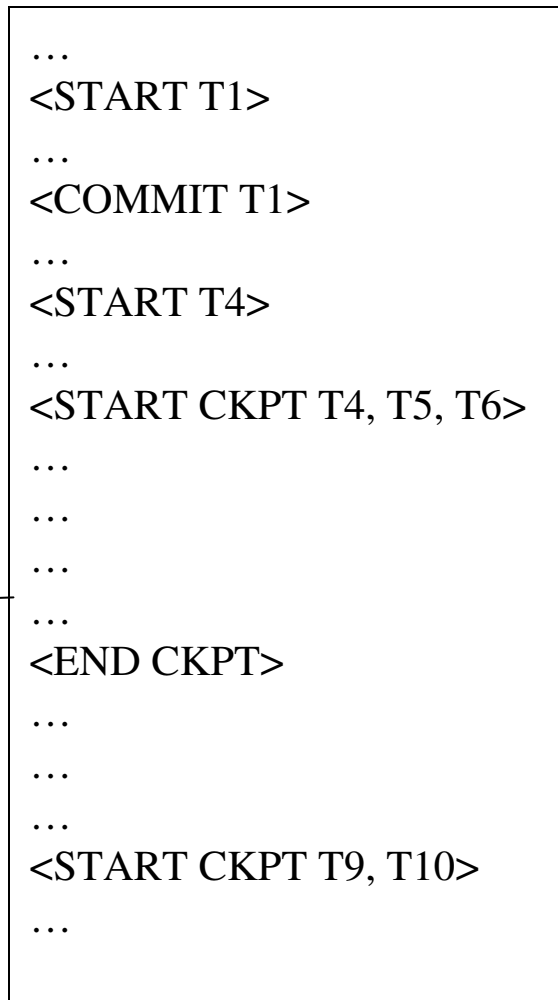 …
<START T1>
…
<COMMIT T1>
…
<START T4>
…
<START CKPT T4, T5, T6>
…
…
…
…
<END CKPT>
…
…
…
<START CKPT T9, T10>
…